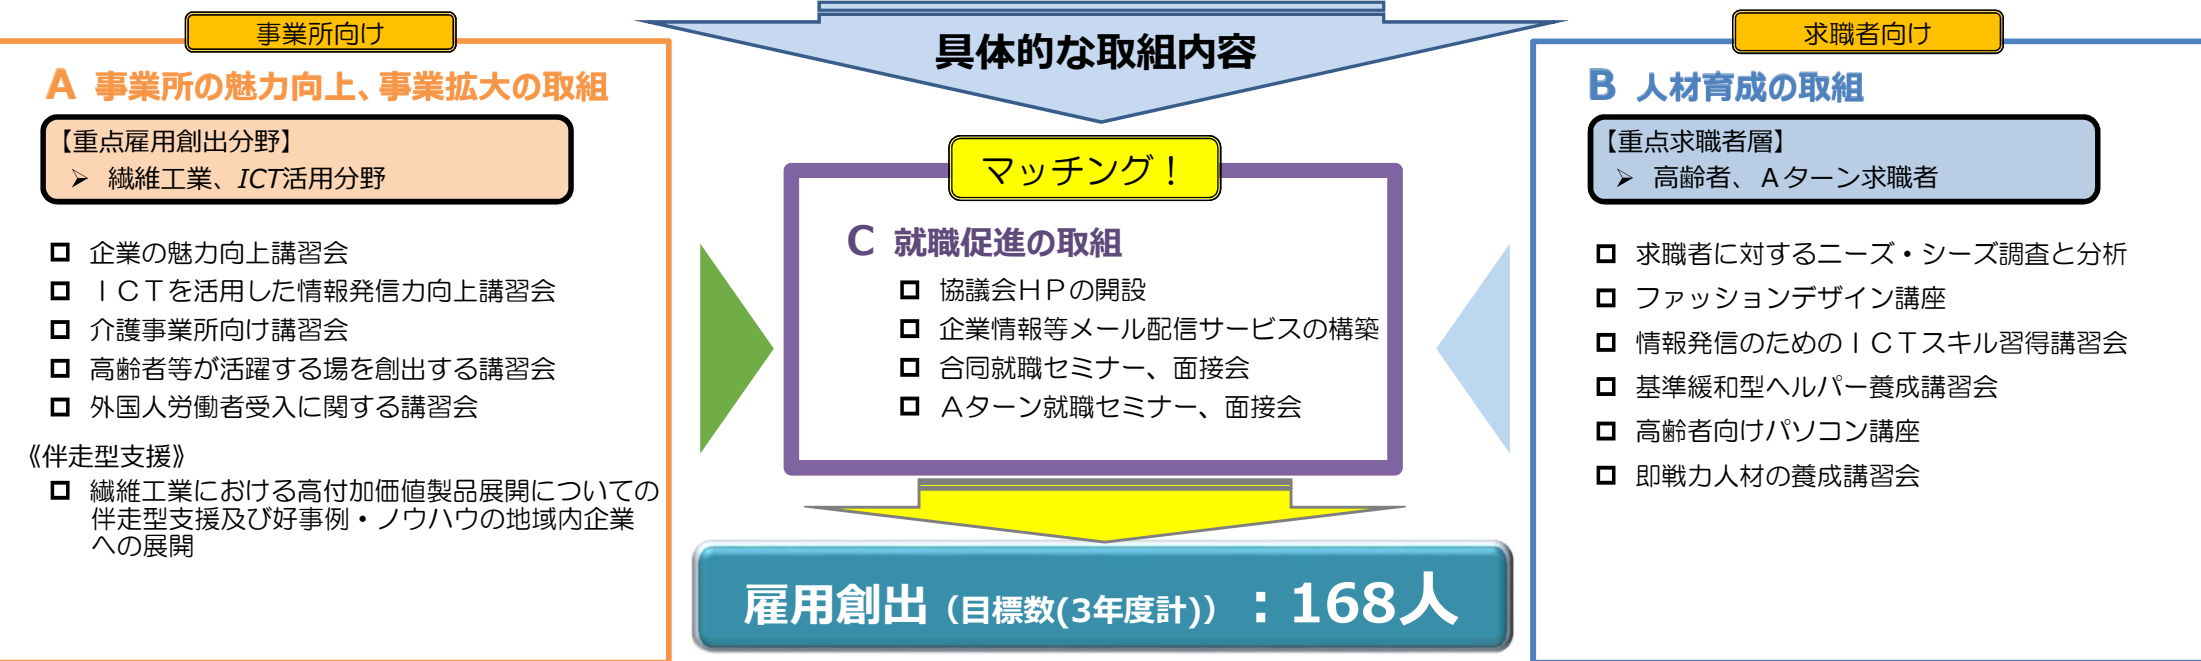 具体的な取組内容
事業所向け
A 事業所の魅力向上、事業拡大の取組
【重点雇用創出分野】
➢ 繊維工業、ICT活用分野
□ 企業の魅力向上講習会
□ ＩＣＴを活用した情報発信力向上講習会
□ 介護事業所向け講習会
□ 高齢者等が活躍する場を創出する講習会
□ 外国人労働者受入に関する講習会
《伴走型支援》
□ 繊維工業における高付加価値製品展開についての
伴走型支援及び好事例・ノウハウの地域内企業
への展開
マッチング！
C 就職促進の取組
□ 協議会ＨＰの開設
□ 企業情報等メール配信サービスの構築
□ 合同就職セミナー、面接会
□ Ａターン就職セミナー、面接会
求職者向け
B 人材育成の取組
【重点求職者層】
➢ 高齢者、Ａターン求職者
□ 求職者に対するニーズ・シーズ調査と分析
□ ファッションデザイン講座
□ 情報発信のためのＩＣＴスキル習得講習会
□ 基準緩和型ヘルパー養成講習会
□ 高齢者向けパソコン講座
□ 即戦力人材の養成講習会
雇用創出（目標数(3年度計)）：168人